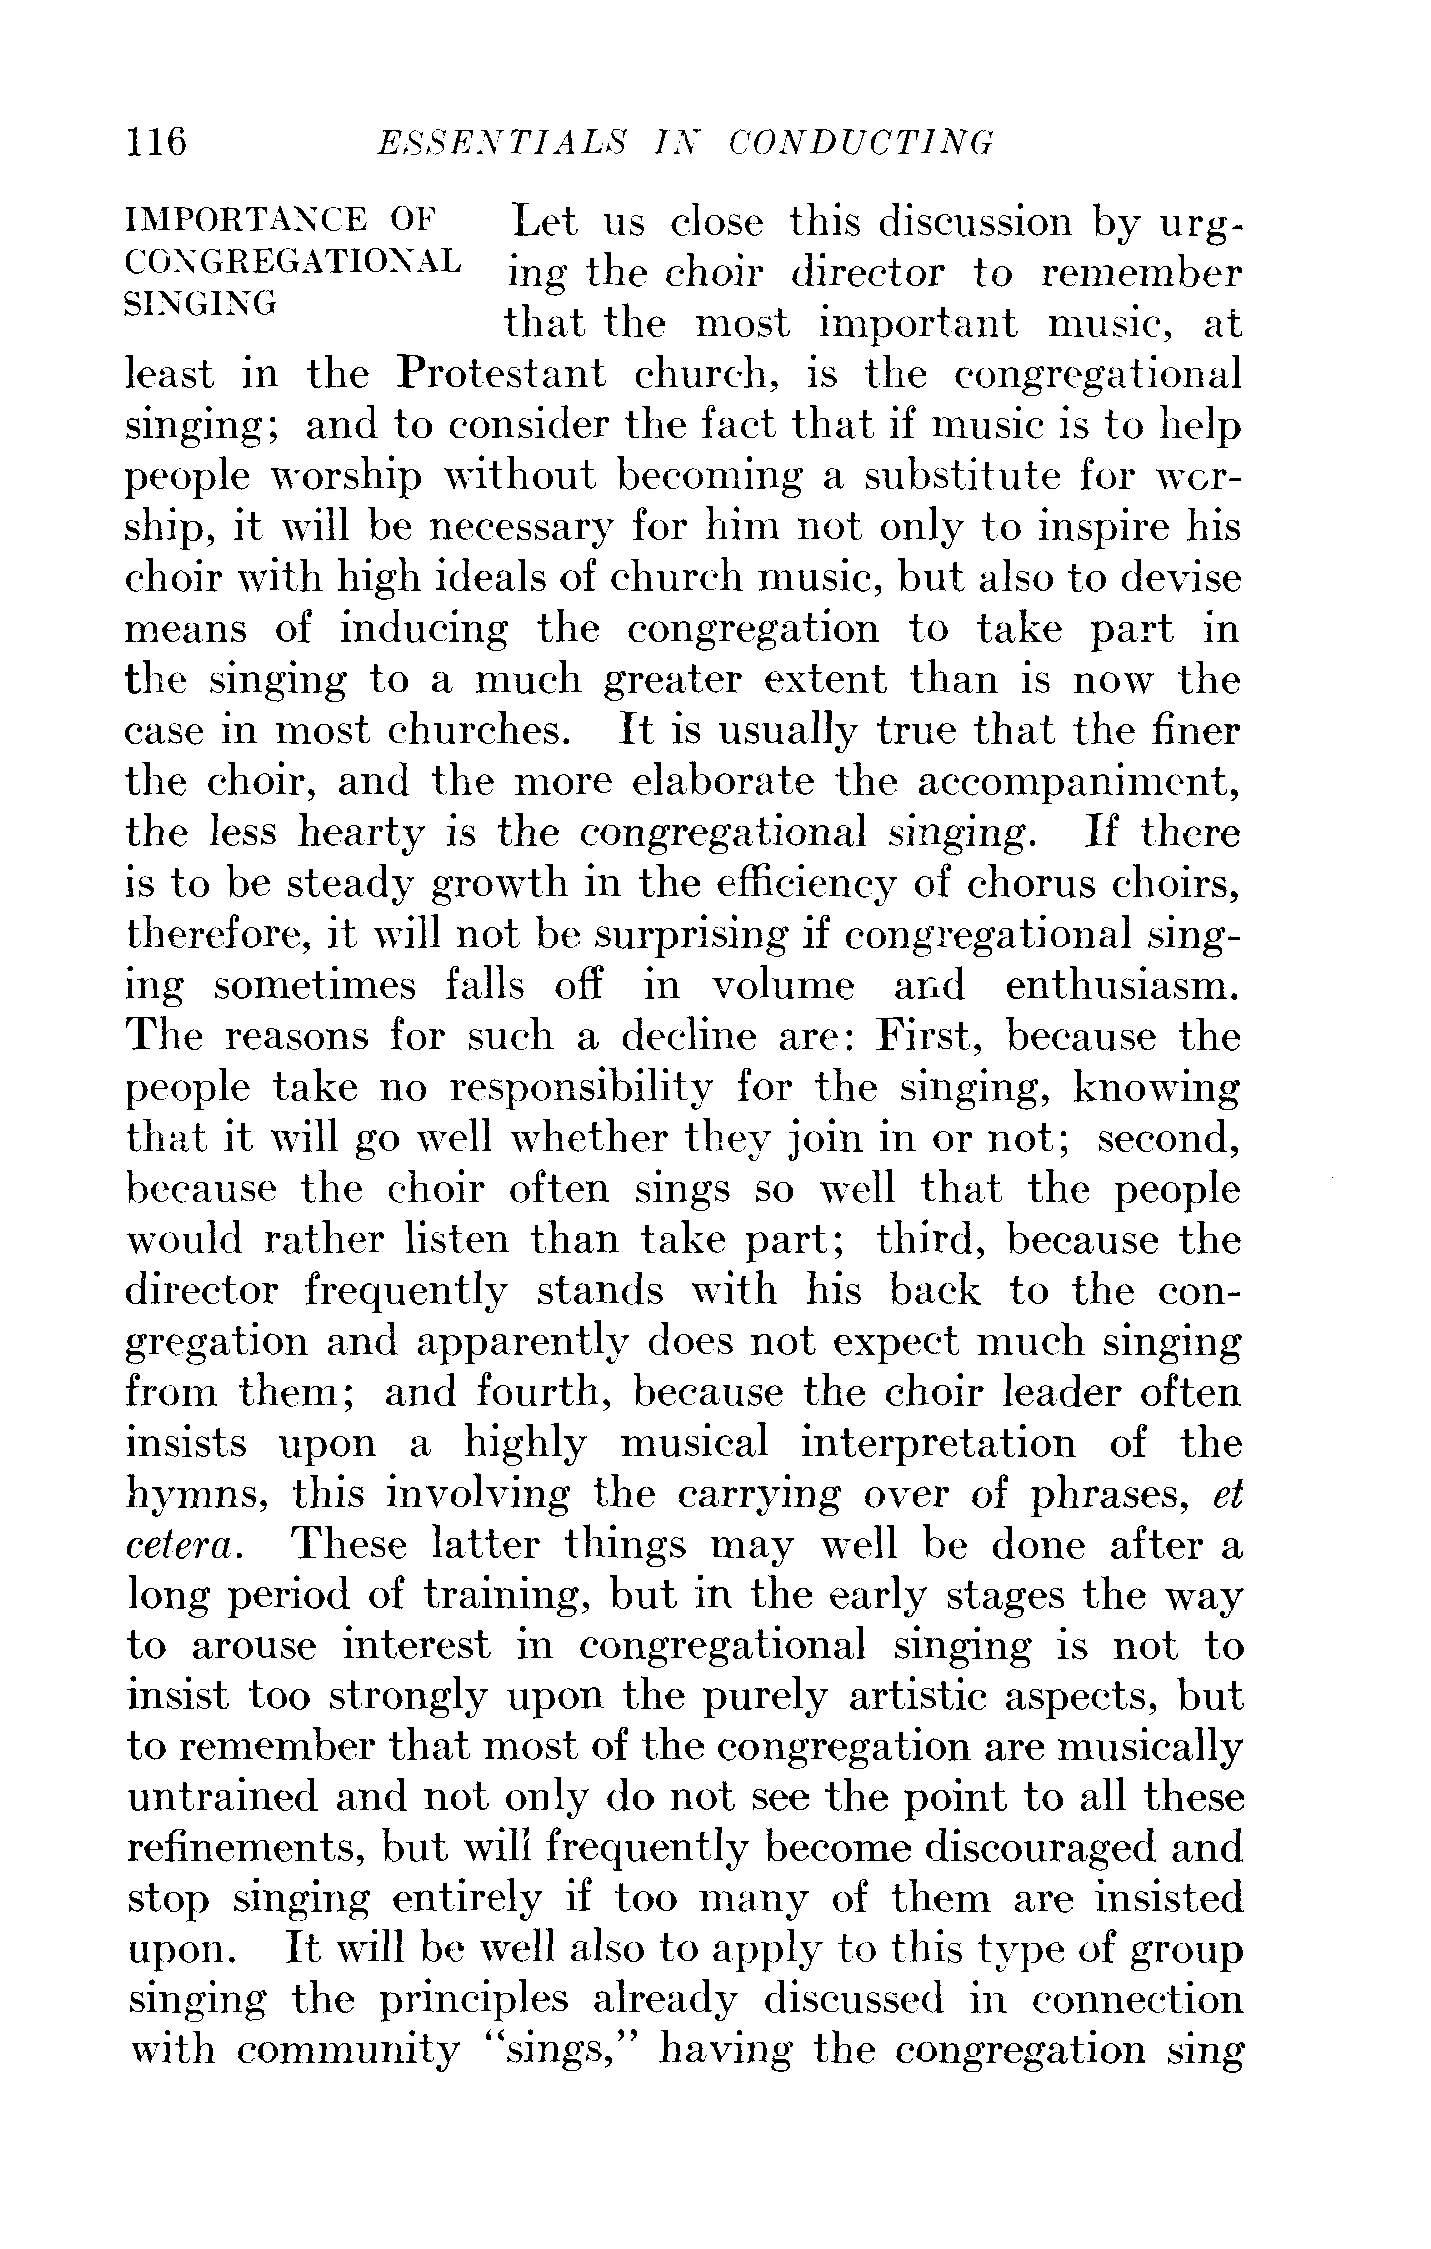 116 ESSENTIALS IN CONDUCTING
IMPORTANCE OF
CONGREGATIONAL
SINGING
Let us close this discussion by urg-
ing the choir director to remember
that the most important music, at
least in the Protestant church, is the congregational
singing; and to consider the fact that if music is to help
people worship without becoming a substitute for wor-
ship, it will be necessary for him not only to inspire his
choir with high ideals of church music, but also to devise
means of inducing the congregation to take part in
the singing to a much greater extent than is now the
case in most churches. It is usually true that the finer
the choir, and the more elaborate the accompaniment,
the less hearty is the congregational singing. If there
is to be steady growth in the efficiency of chorus choirs,
therefore, it will not be surprising if congregational sing-
ing sometimes falls off in volume and enthusiasm.
The reasons for such a decline are: First, because the
people take no responsibility for the singing, knowing
that it will go well whether they join in or not; second,
because the choir often sings so well that the people
would rather listen than take part; third, because the
director frequently stands with his back to the con-
gregation and apparently does not expect much singing
from them; and fourth, because the choir leader often
insists upon a highly musical interpretation of the
hymns, this involving the carrying over of phrases, et
cetera. These latter things may well be done after a
long period of training, but in the early stages the way
to arouse interest in congregational singing is not to
insist too strongly upon the purely artistic aspects, but
to remember that most of the congregation are musically
untrained and not only do not see the point to all these
refinements, but will frequently become discouraged and
stop singing entirely if too many of them are insisted
upon. It will be well also to apply to this type of group
singing the principles already discussed in connection
with community “sings,” having the congregation sing